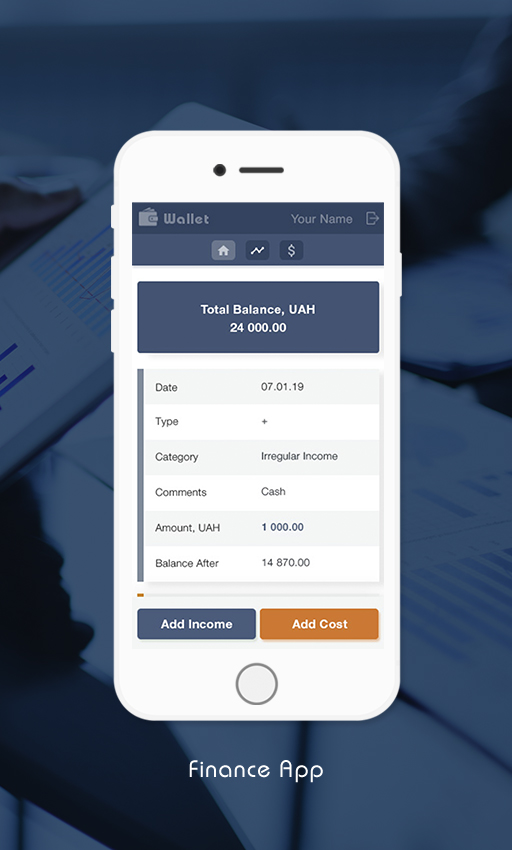 Wallet Your Name
$
Total Balance, UAH
24 000.00
Date 07.01.19
Type +
Category Irregular Income
Comments Cash
Amount, UAH 1 000.00
Balance After 14 870.00
Add Income Add Cost
Finance App